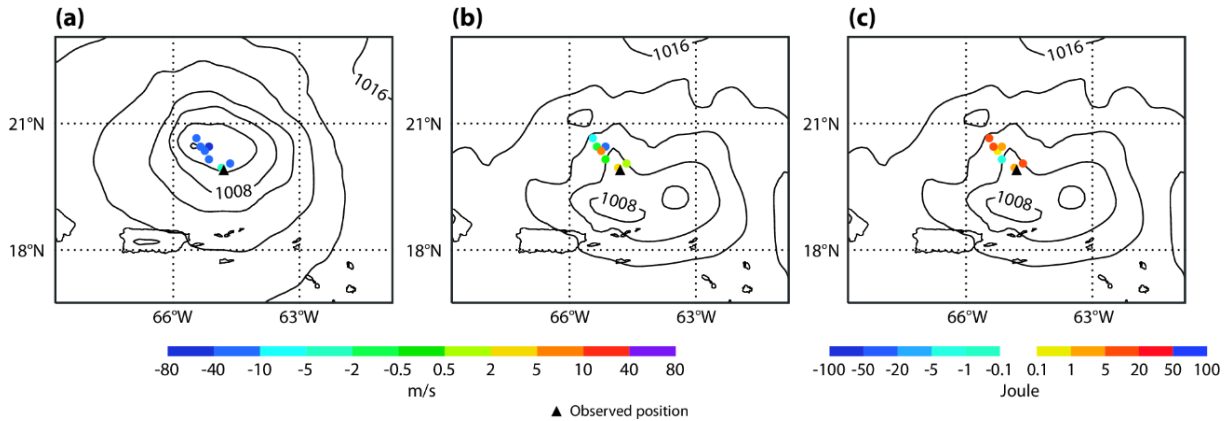 (a) (b) (c)
1016 1016 1016
21°N 21°N 21°N
1008 1008 1008
18°N 18°N 18°N
66°W 63°W 66°W 63°W 66°W 63°W
-80 -40 -10 -5 -2 -0.5 0.5 2 5 10 40 80 -100 -50 -20 -5 -1 -0.1 0.1 1 5 20 50 100
m/s Joule
▲ Observed position